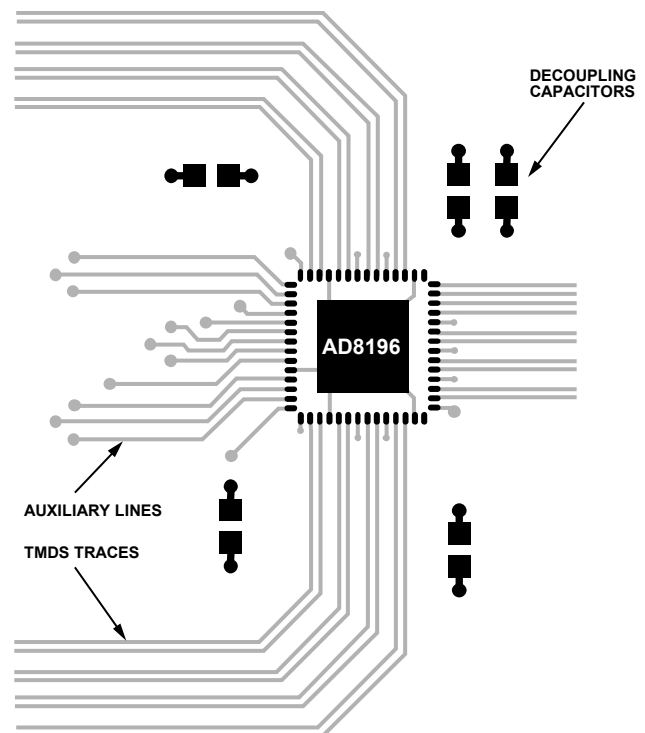 DECOUPLING
CAPACITORS
AD8196
AUXILIARY LINES
TMDS TRACES